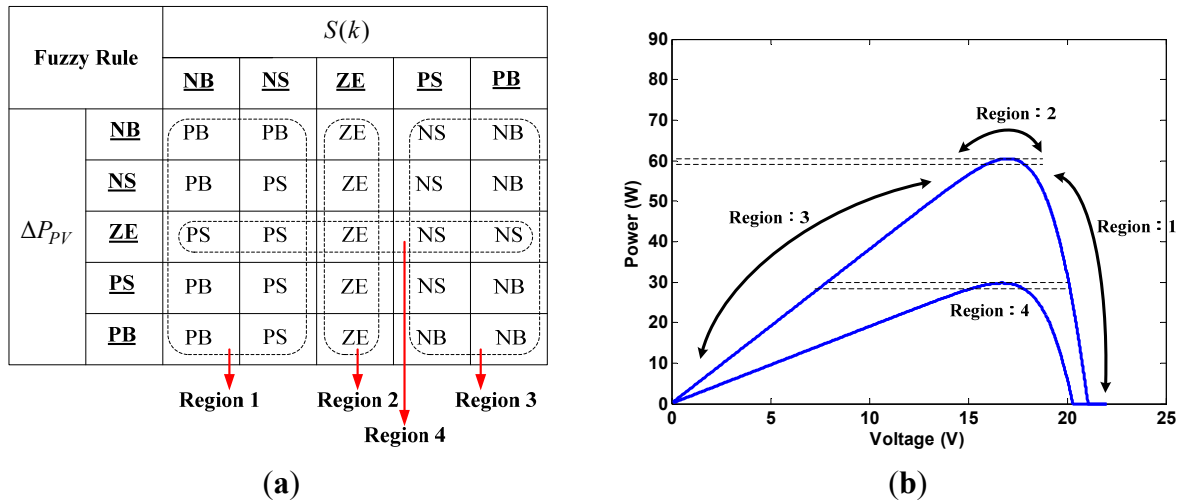 Fuzzy Rule
S(k)
NB NS ZE PS PB
ΔP_PV
NB PB PB ZE NS NB
NS PB PS ZE NS NB
ZE PS PS ZE NS NS
PS PB PS ZE NS NB
PB PB PS ZE NB NB
Region 1
Region 2
Region 3
Region 4
(a)
Power (W)
90
80
70
60
50
40
30
20
10
0
Region：2
Region：3
Region：1
Region：4
0 5 10 15 20 25
Voltage (V)
(b)